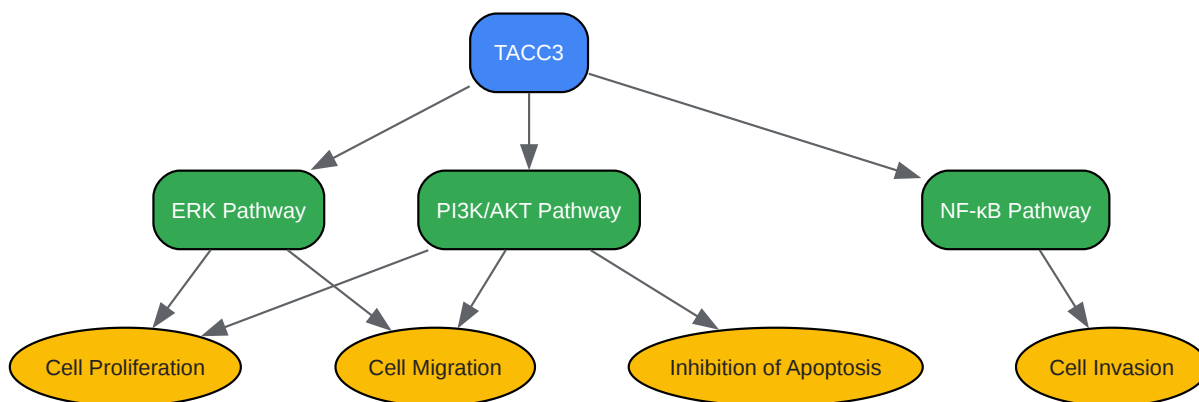 TACC3
ERK Pathway
PI3K/AKT Pathway
NF-κB Pathway
Cell Proliferation
Cell Migration
Inhibition of Apoptosis
Cell Invasion